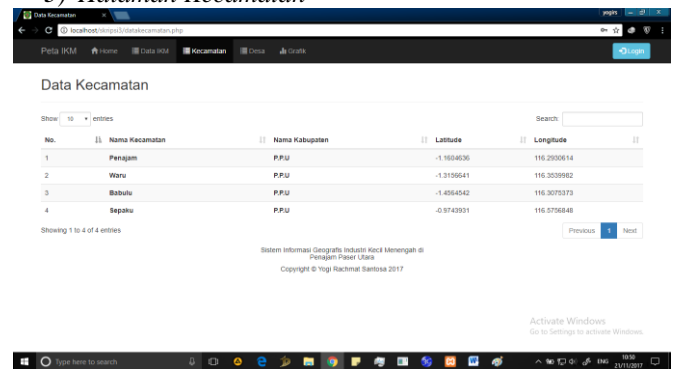 3) Halaman Kecamatan
Data Kecamatan
yogirs
localhost/skripsi3/datakecamatan.php
Peta IKM Home Data IKM Kecamatan Desa Grafik Login
Data Kecamatan
Show 10 entries Search:
No. Nama Kecamatan Nama Kabupaten Latitude Longitude
1 Penajam P.P.U -1.1604636 116.2930614
2 Waru P.P.U -1.3156641 116.3539982
3 Babulu P.P.U -1.4564542 116.3075373
4 Sepaku P.P.U -0.9743931 116.5756848
Showing 1 to 4 of 4 entries Previous 1 Next
Sistem Informasi Geografis Industri Kecil Menengah di
Penajam Paser Utara
Copyright © Yogi Rachmat Santosa 2017
Activate Windows
Go to Settings to activate Windows.
Type here to search ENG 10:50
21/11/2017